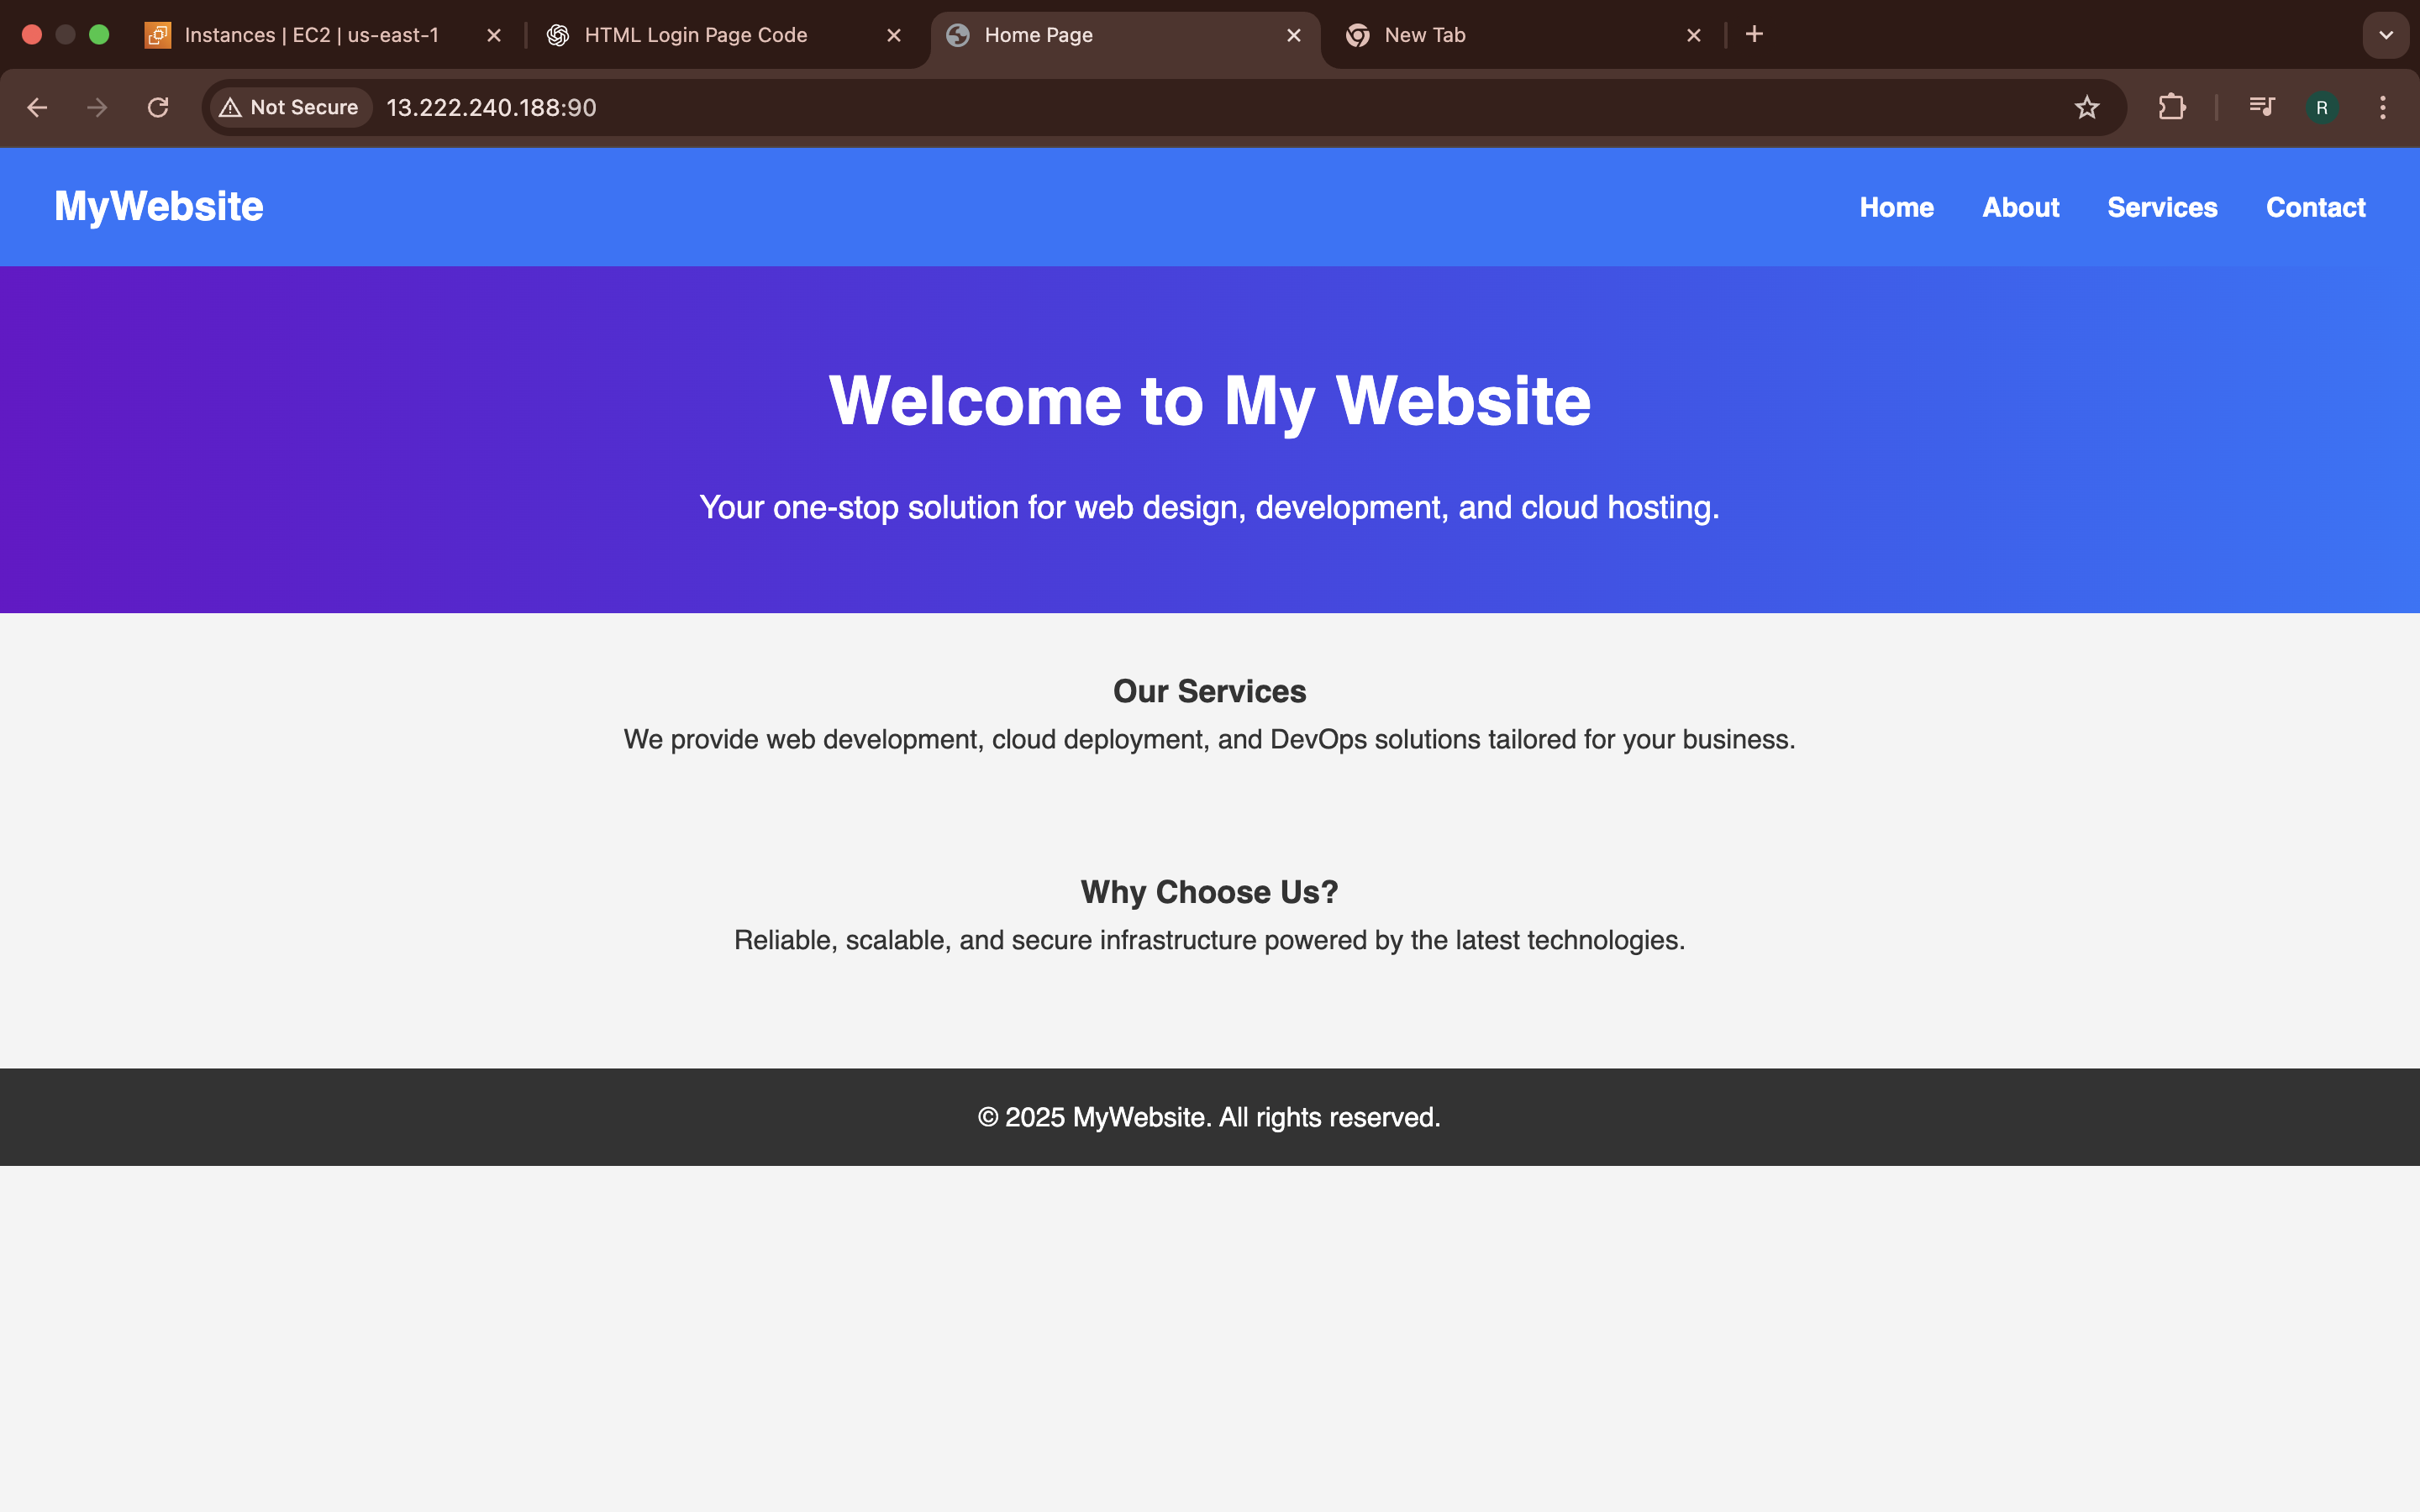 Instances | EC2 | us-east-1
HTML Login Page Code
Home Page
New Tab
Not Secure
13.222.240.188:90
R
MyWebsite
Home
About
Services
Contact
Welcome to My Website
Your one-stop solution for web design, development, and cloud hosting.
Our Services
We provide web development, cloud deployment, and DevOps solutions tailored for your business.
Why Choose Us?
Reliable, scalable, and secure infrastructure powered by the latest technologies.
© 2025 MyWebsite. All rights reserved.